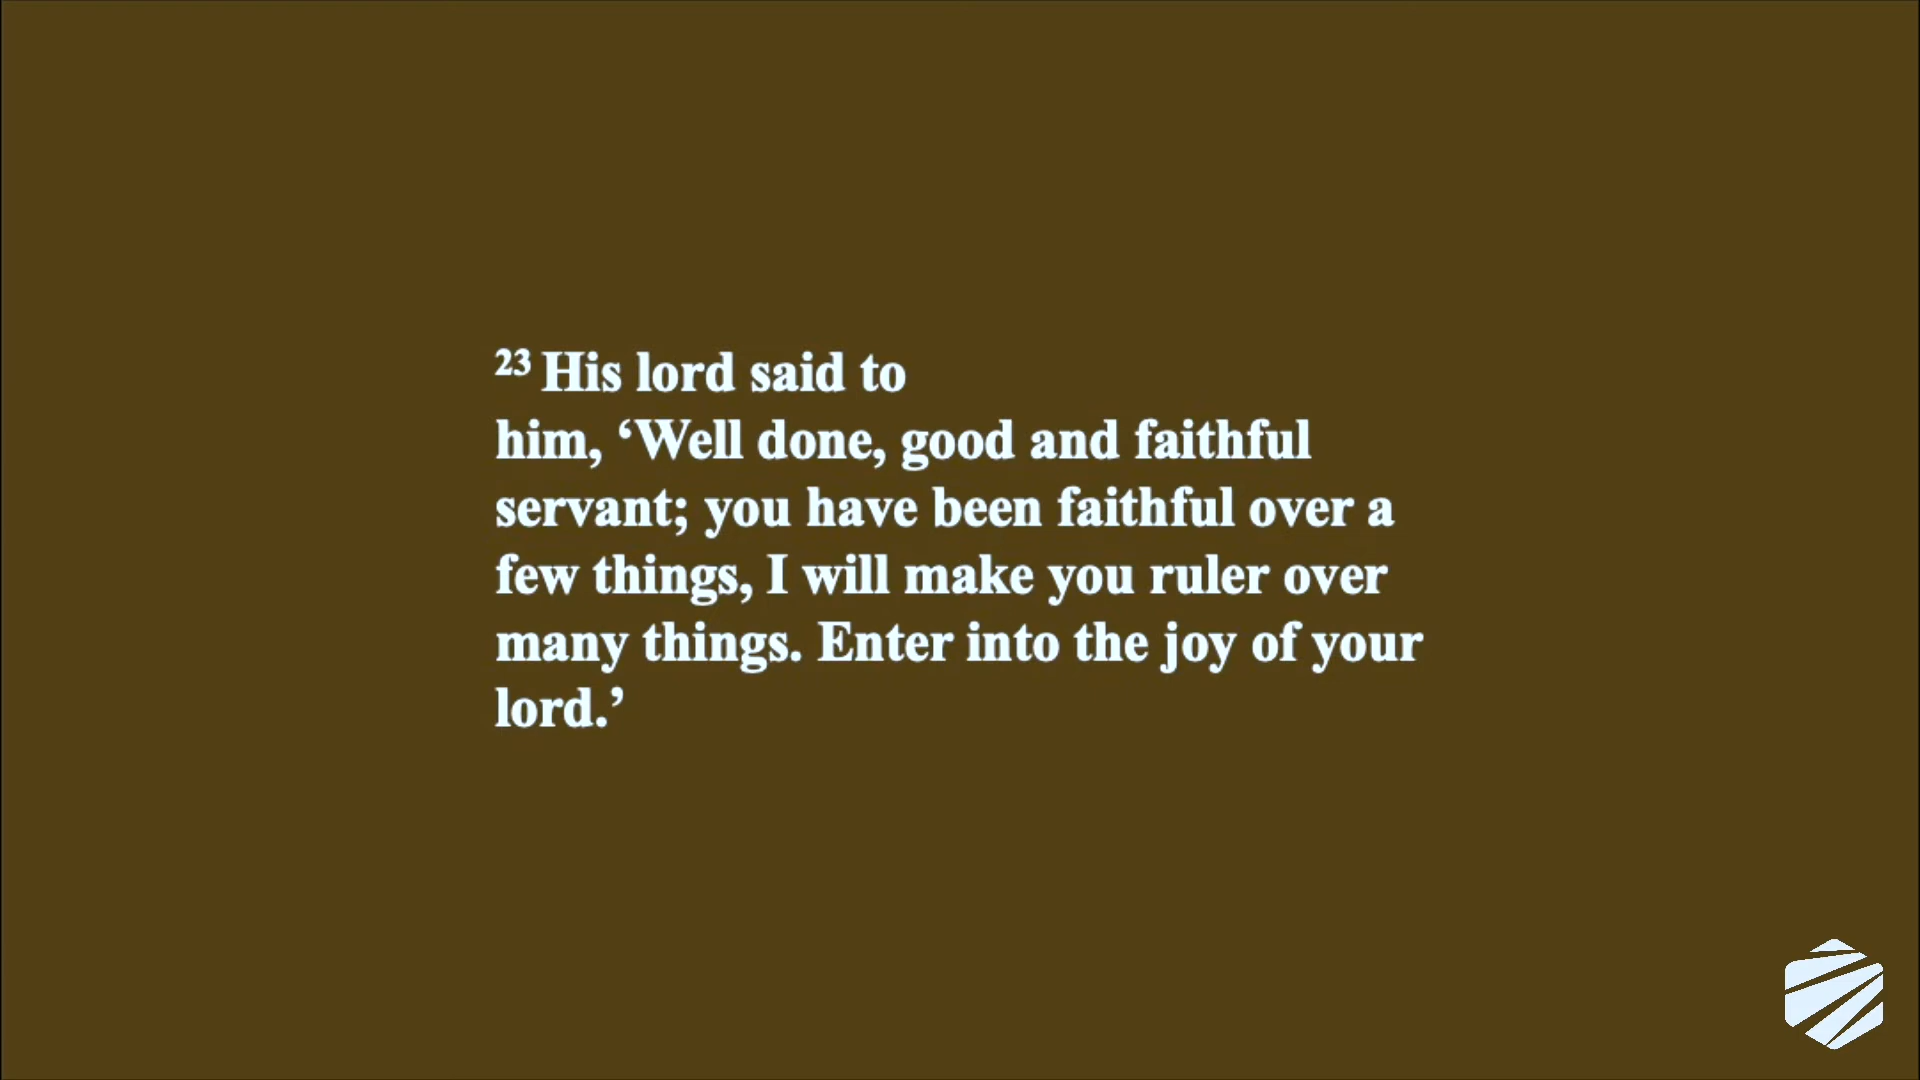 23 His lord said to
him, ‘Well done, good and faithful
servant; you have been faithful over a
few things, I will make you ruler over
many things. Enter into the joy of your
lord.’